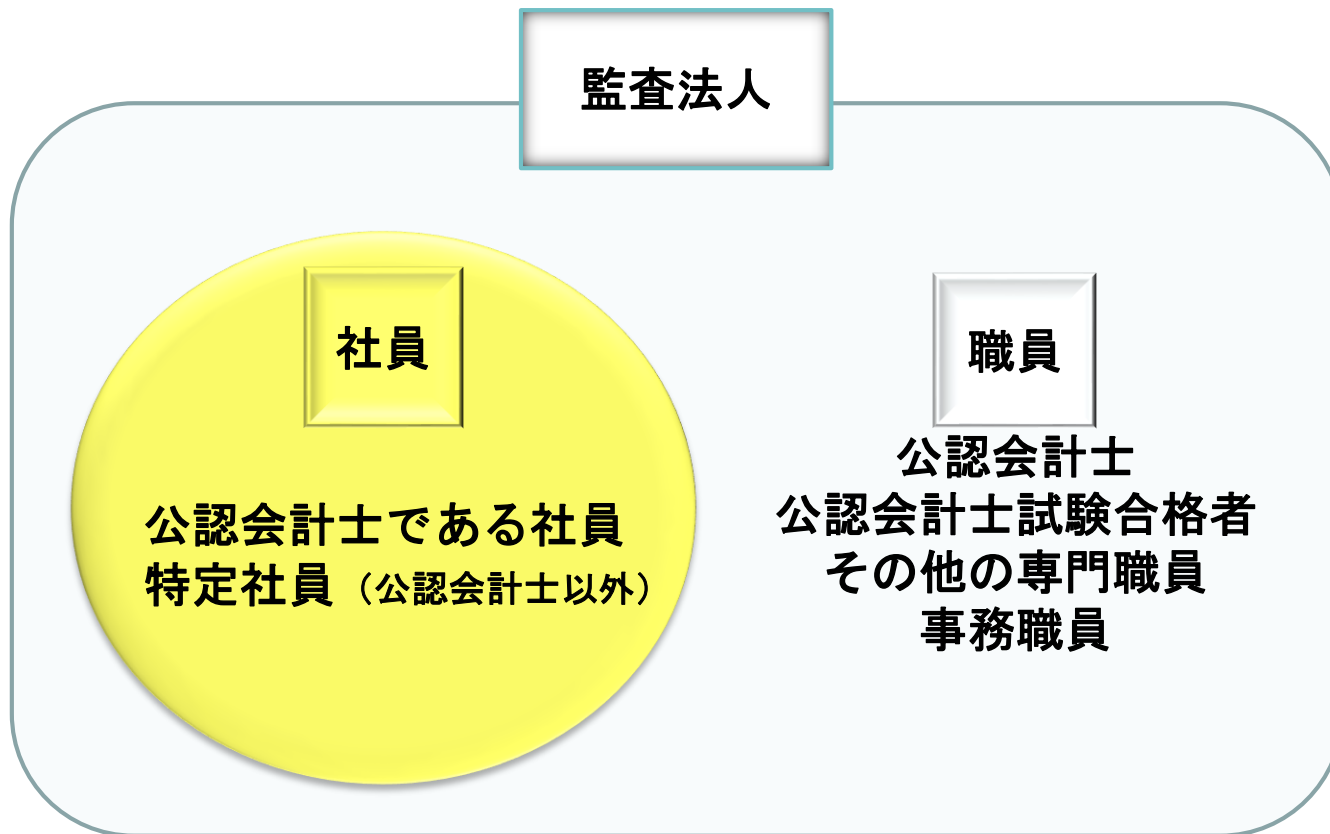 監査法人
社員
公認会計士である社員
特定社員（公認会計士以外）
職員
公認会計士
公認会計士試験合格者
その他の専門職員
事務職員